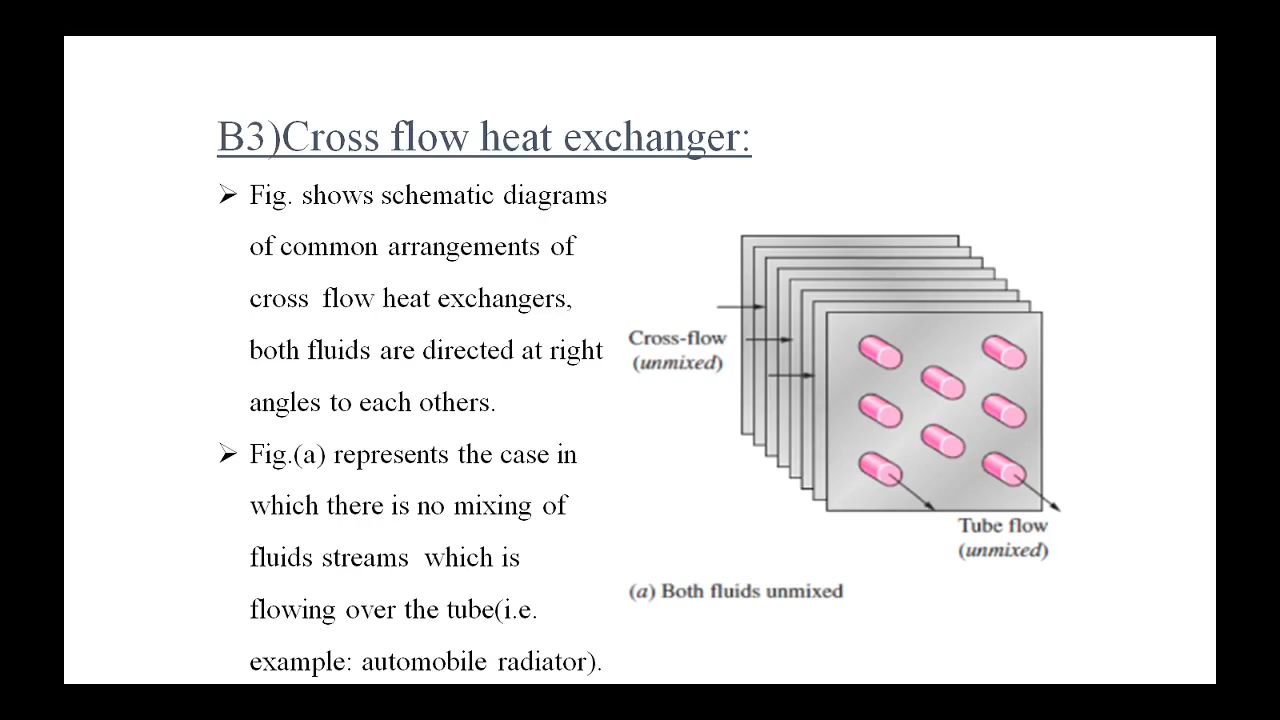 B3)Cross flow heat exchanger:
➢ Fig. shows schematic diagrams
of common arrangements of
cross flow heat exchangers,
both fluids are directed at right
angles to each others.
➢ Fig.(a) represents the case in
which there is no mixing of
fluids streams which is
flowing over the tube(i.e.
example: automobile radiator).
Cross-flow
(unmixed)
Tube flow
(unmixed)
(a) Both fluids unmixed